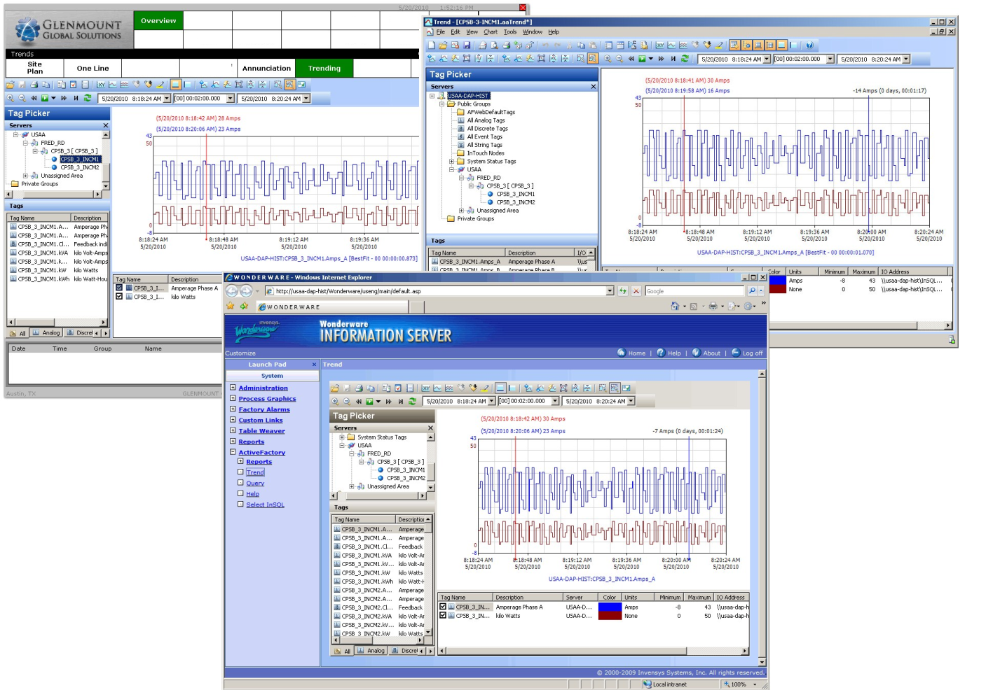 5/20/2010 1:52:16 PM
GLENMOUNT
GLOBAL SOLUTIONS
Overview
Trends
Site Plan
One Line
Annunciation
Trending
5/20/2010 8:18:24 AM
[00] 00:02:00.000
5/20/2010 8:20:24 AM
Tag Picker
Servers
USAA
FRED_RD
CPSB_3 [ CPSB_3 ]
CPSB_3_INCM1
CPSB_3_INCM2
Unassigned Area
Private Groups
Tags
Tag Name Description
CPSB_3_INCM1.A... Amperage Ph
CPSB_3_INCM1.A... Amperage Ph
CPSB_3_INCM1.Cl... Feedback indi
CPSB_3_INCM1.kVA kilo Volt-Amps
CPSB_3_INCM1.k... kilo Volt-Amps
CPSB_3_INCM1.kW kilo Watts
CPSB_3_INCM1.kWh kilo Watt-Hou
All Analog Discrel
(5/20/2010 8:18:42 AM) 28 Amps
(5/20/2010 8:20:06 AM) 23 Amps
43
50
0
-8
8:18:24 AM 8:18:48 AM 8:19:12 AM 8:19:36 AM
5/20/2010 5/20/2010 5/20/2010 5/20/2010
USAA-DAP-HIST:CPSB_3_INCM1.Amps_A [BestFit - 00 00:00:00.873]
Tag Name Description
CPSB_3_I... Amperage Phase A
CPSB_3_I... kilo Watts
Date Time Group Name
Austin, TX
GLENMOUNT
Trend - [CPSB-3-INCM1.aaTrend*]
File Edit View Chart Tools Window Help
5/20/2010 8:18:24 AM
[00] 00:02:00.000
5/20/2010 8:20:24 AM
Tag Picker
Servers
USAA-DAP-HIST
Public Groups
AFWebDefaultTags
All Analog Tags
All Discrete Tags
All Event Tags
All String Tags
InTouch Nodes
System Status Tags
USAA
FRED_RD
CPSB_3 [ CPSB_3 ]
CPSB_3_INCM1
CPSB_3_INCM2
Unassigned Area
Private Groups
Tags
Tag Name Description I/O
CPSB_3_INCM1.Amps_A Amperage Phase A \\us
CPSB_3_INCM1.Amps_B Amperage Phase B \\us
(5/20/2010 8:18:41 AM) 30 Amps
(5/20/2010 8:19:58 AM) 16 Amps
-14 Amps (0 days, 00:01:17)
43
50
0
-8
8:18:24 AM 8:18:48 AM 8:19:12 AM 8:19:36 AM 8:20:00 AM 8:20:24 AM
5/20/2010 5/20/2010 5/20/2010 5/20/2010 5/20/2010 5/20/2010
USAA-DAP-HIST:CPSB_3_INCM1.Amps_A [BestFit - 00 00:00:01.070]
Color Units Minimum Maximum IO Address
Amps -8 43 \\usaa-dap-hist\InSQL...
None 0 50 \\usaa-dap-hist\InSQL...
WONDERWARE - Windows Internet Explorer
http://usaa-dap-hist/Wonderware/useng/main/default.asp
Google
WONDERWARE
invensys.
Wonderware
Wonderware
INFORMATION SERVER
Customize
Home | Help | About | Log off
Launch Pad ×
Trend
System
Administration
Process Graphics
Factory Alarms
Custom Links
Table Weaver
Reports
ActiveFactory
Reports
Trend
Query
Help
Select InSQL
5/20/2010 8:18:24 AM
[00] 00:02:00.000
5/20/2010 8:20:24 AM
Tag Picker
Servers
System Status Tags
USAA
FRED_RD
CPSB_3 [ CPSB_3 ]
CPSB_3_INCM1
CPSB_3_INCM2
Unassigned Area
Tags
Tag Name Description
CPSB_3_INCM1.A... Amperage
CPSB_3_INCM1.A... Amperage
CPSB_3_INCM1.Cl... Feedback
CPSB_3_INCM1.kVA kilo Volt-Ar
CPSB_3_INCM1.kV... kilo Volt-Ar
CPSB_3_INCM1.kW kilo Watts
CPSB_3_INCM1.kWh kilo Watt-H
CPSB_3_INCM2.A... Amperage
CPSB_3_INCM2.A... Amperage
CPSB_3_INCM2.Cl... Feedback
CPSB_3_INCM2.kVA kilo Volt-Ar
CPSB_3_INCM2.kV... kilo Volt-Ar
CPSB_3_INCM2.kW kilo Watts
All Analog Discrel
(5/20/2010 8:18:42 AM) 30 Amps
(5/20/2010 8:20:06 AM) 23 Amps
-7 Amps (0 days, 00:01:24)
43
50
0
-8
8:18:24 AM 8:18:48 AM 8:19:12 AM 8:19:36 AM 8:20:00 AM 8:20:24 AM
5/20/2010 5/20/2010 5/20/2010 5/20/2010 5/20/2010 5/20/2010
USAA-DAP-HIST:CPSB_3_INCM1.Amps_A
Tag Name Description Server Color Units Minimum Maximum IO Address
CPSB_3_IN... Amperage Phase A USAA-D... Amps -8 43 \\usaa-dap-h
CPSB_3_IN... kilo Watts USAA-D... None 0 50 \\usaa-dap-h
© 2000-2009 Invensys Systems, Inc. All rights reserved.
Local intranet
100%